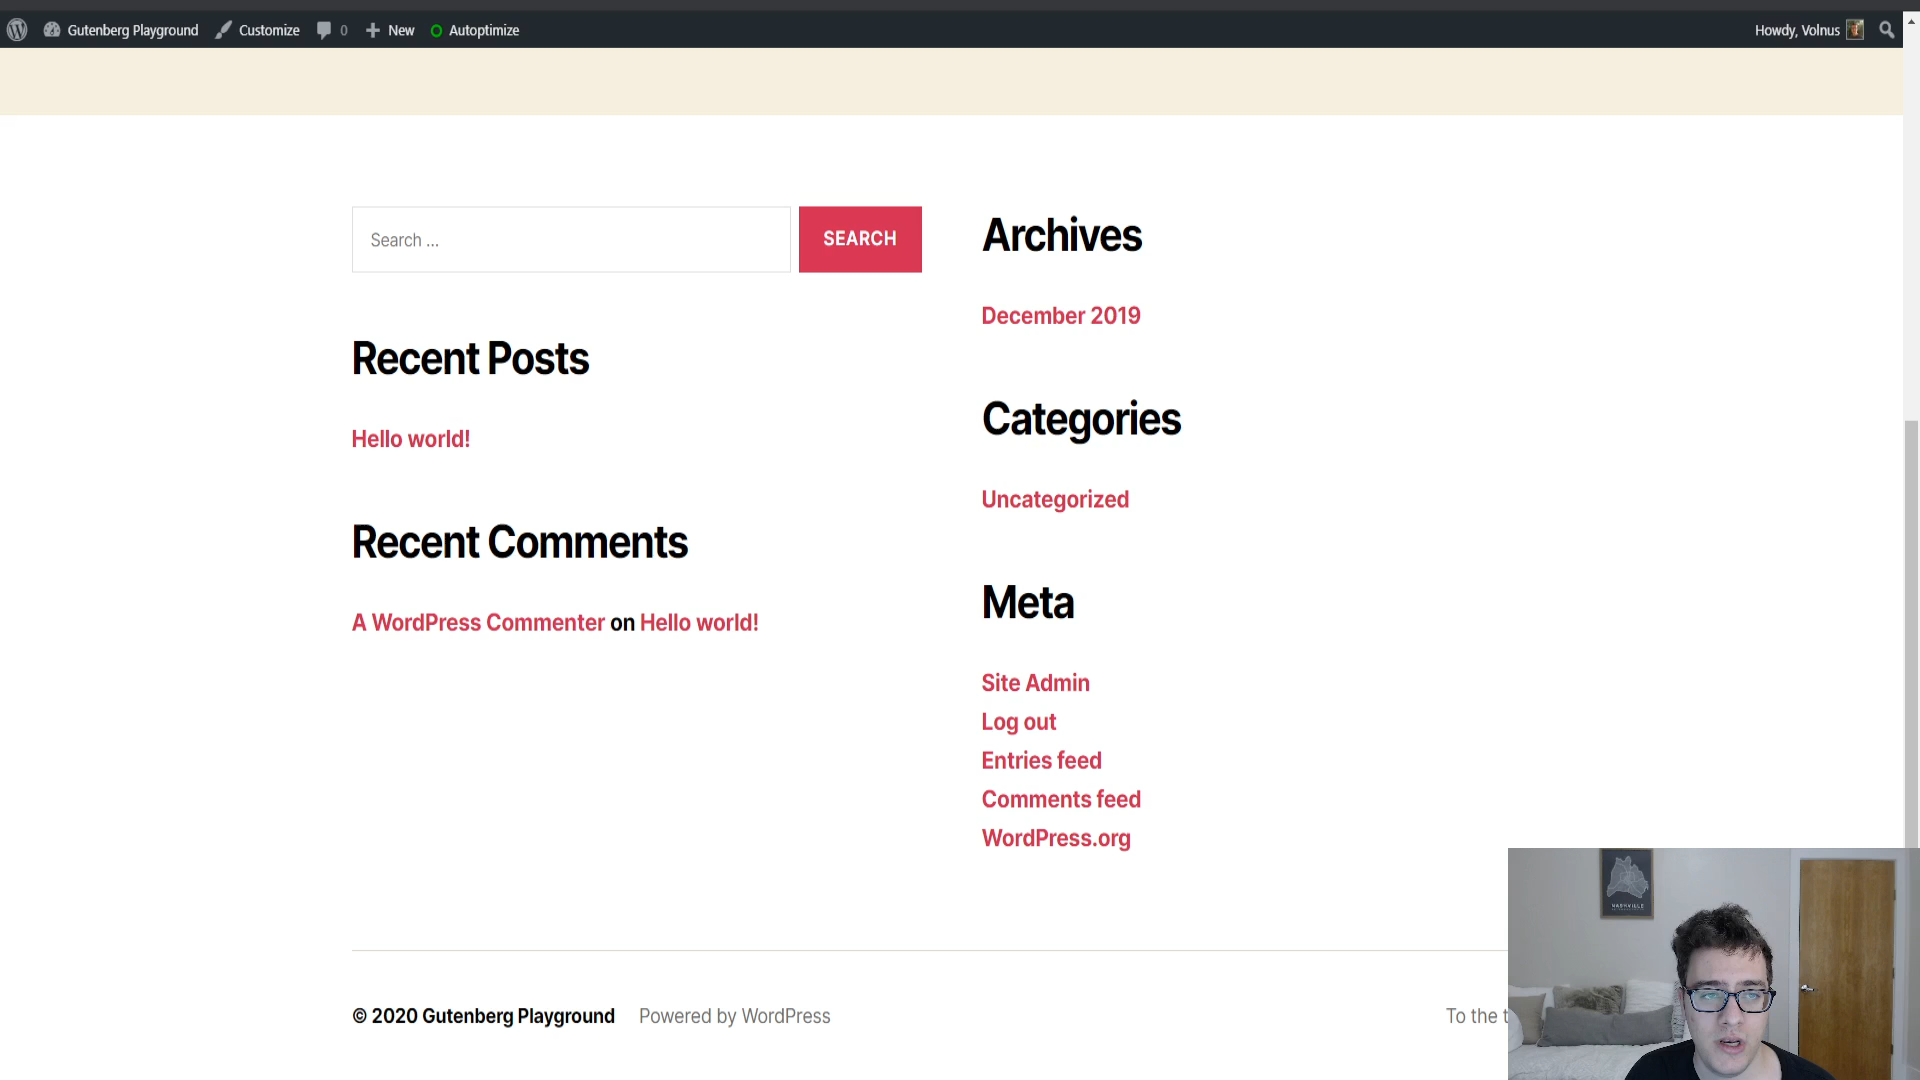 Gutenberg Playground Customize 0 New Autoptimize Howdy, Volnus
Search ...
SEARCH
Recent Posts
Hello world!
Recent Comments
A WordPress Commenter on Hello world!
Archives
December 2019
Categories
Uncategorized
Meta
Site Admin
Log out
Entries feed
Comments feed
WordPress.org
NASHVILLE
© 2020 Gutenberg Playground Powered by WordPress
To the t